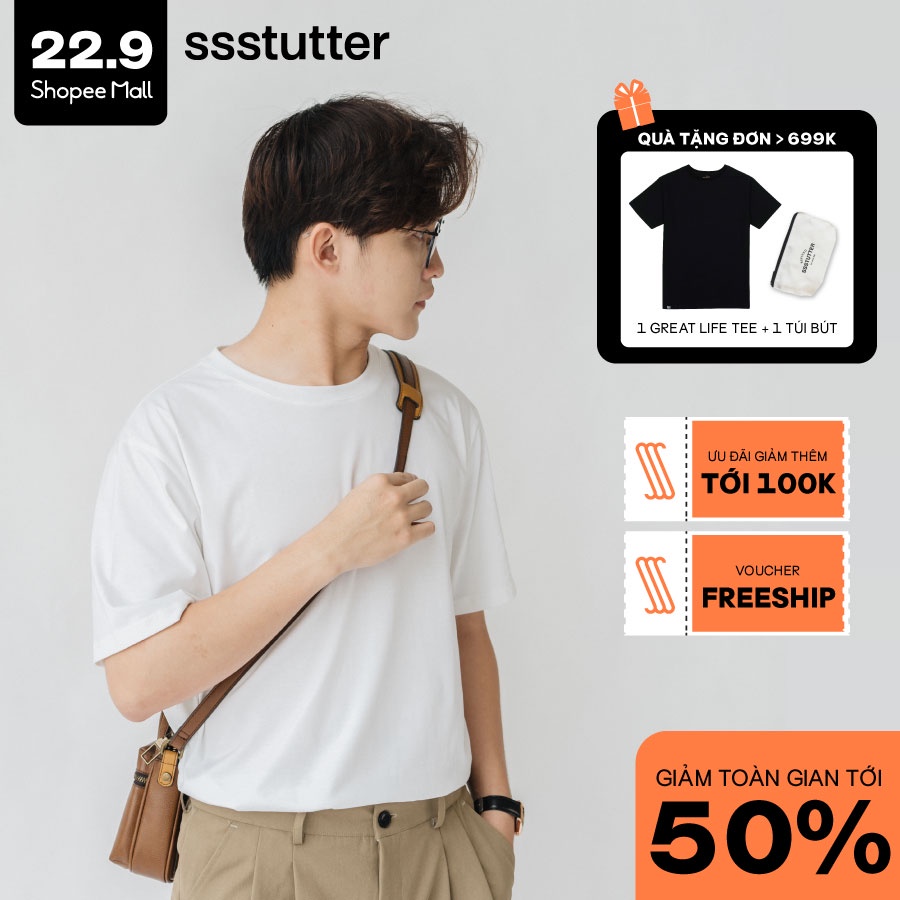 22.9
Shopee Mall
ssstutter
QUÀ TẶNG ĐƠN > 699K
SSSTUTTER
1 GREAT LIFE TEE + 1 TÚI BÚT
ƯU ĐÃI GIẢM THÊM
TỚI 100K
VOUCHER
FREESHIP
GIẢM TOÀN GIAN TỚI
50%